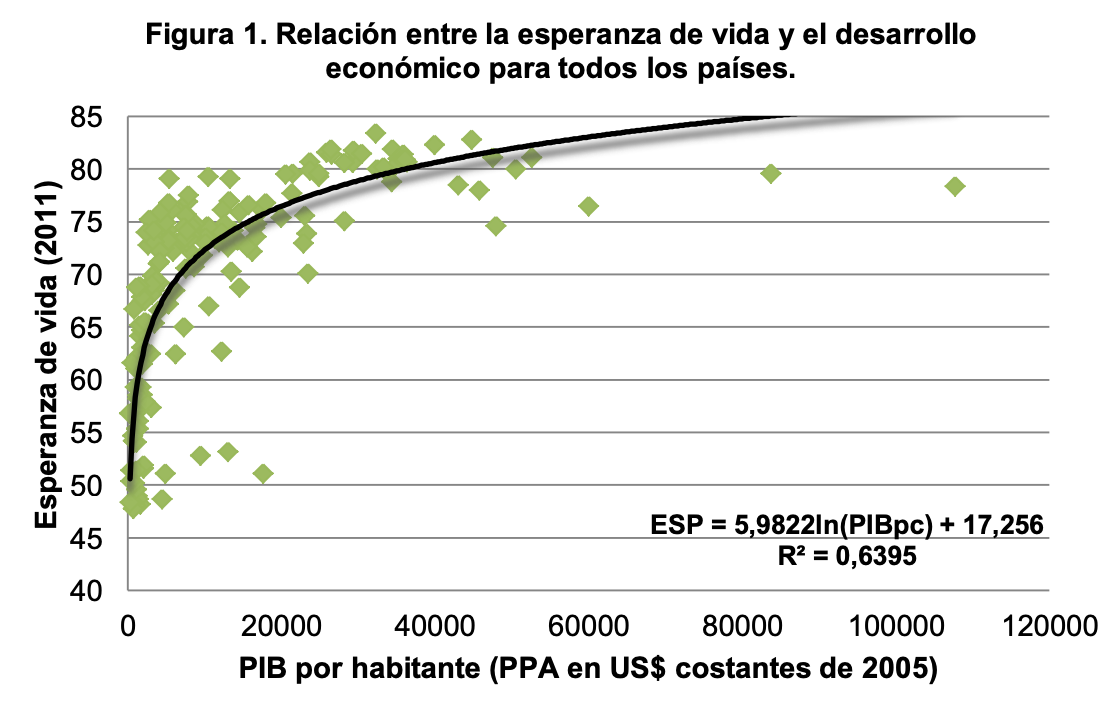 Figura 1. Relación entre la esperanza de vida y el desarrollo
económico para todos los países.
Esperanza de vida (2011)
85
80
75
70
65
60
55
50
45
40
ESP = 5,9822ln(PIBpc) + 17,256
R² = 0,6395
0 20000 40000 60000 80000 100000 120000
PIB por habitante (PPA en US$ costantes de 2005)